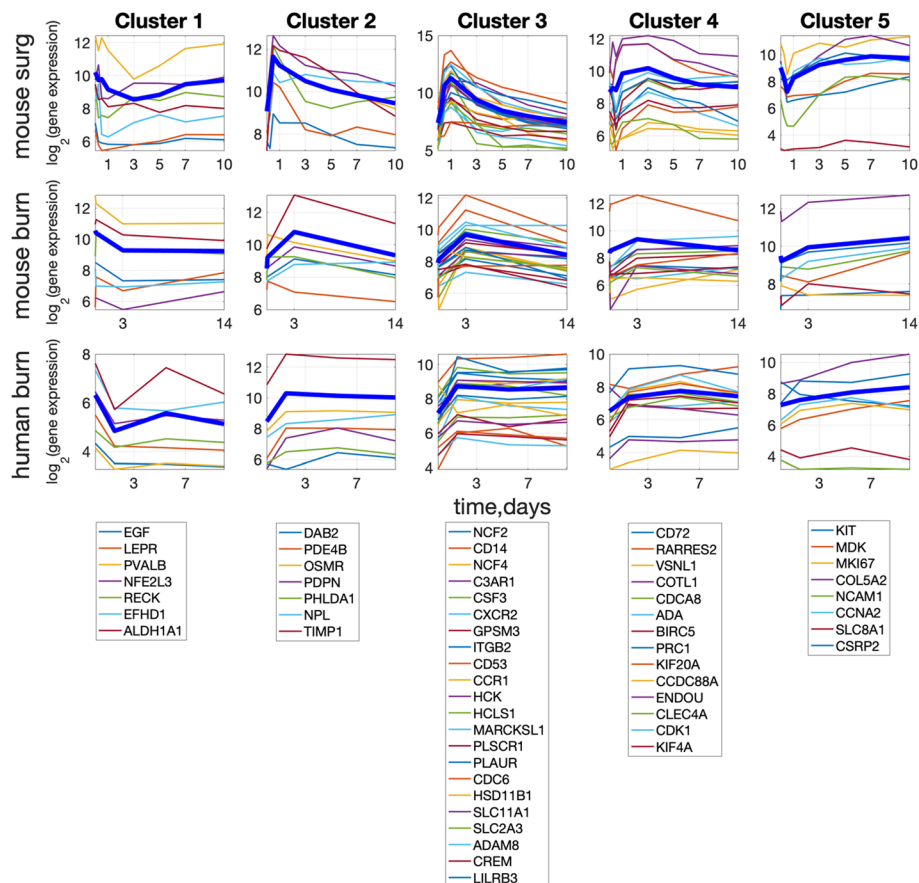 Cluster 1 Cluster 2 Cluster 3 Cluster 4 Cluster 5
mouse surg
log2(gene expression)
12 10 8 6
1 3 5 7 10
12 10 8
1 3 5 7 10
15 10 5
1 3 5 7 10
12 10 8 6
1 3 5 7 10
10 8 6 4
1 3 5 7 10
mouse burn
log2(gene expression)
12 10 8 6
3 14
12 10 8 6
3 14
12 10 8 6
3 14
12 10 8 6
3 14
12 10 8
3 14
human burn
log2(gene expression)
8 6 4
3 7
12 10 8 6
3 7
10 8 6 4
3 7
10 8 6 4
3 7
10 8 6 4
3 7
time,days
EGF
LEPR
PVALB
NFE2L3
RECK
EFHD1
ALDH1A1
DAB2
PDE4B
OSMR
PDPN
PHLDA1
NPL
TIMP1
NCF2
CD14
NCF4
C3AR1
CSF3
CXCR2
GPSM3
ITGB2
CD53
CCR1
HCK
HCLS1
MARCKSL1
PLSCR1
PLAUR
CDC6
HSD11B1
SLC11A1
SLC2A3
ADAM8
CREM
LILRB3
CD72
RARRES2
VSNL1
COTL1
CDCA8
ADA
BIRC5
PRC1
KIF20A
CCDC88A
ENDOU
CLEC4A
CDK1
KIF4A
KIT
MDK
MKI67
COL5A2
NCAM1
CCNA2
SLC8A1
CSRP2